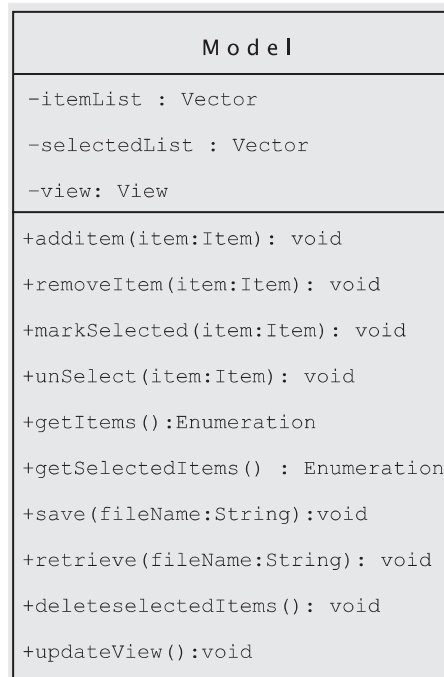 Model
-itemList : Vector
-selectedList : Vector
-view: View
+additem(item:Item): void
+removeItem(item:Item): void
+markSelected(item:Item): void
+unSelect(item:Item): void
+getItems():Enumeration
+getSelectedItems() : Enumeration
+save(fileName:String):void
+retrieve(fileName:String): void
+deleteselectedItems(): void
+updateView():void